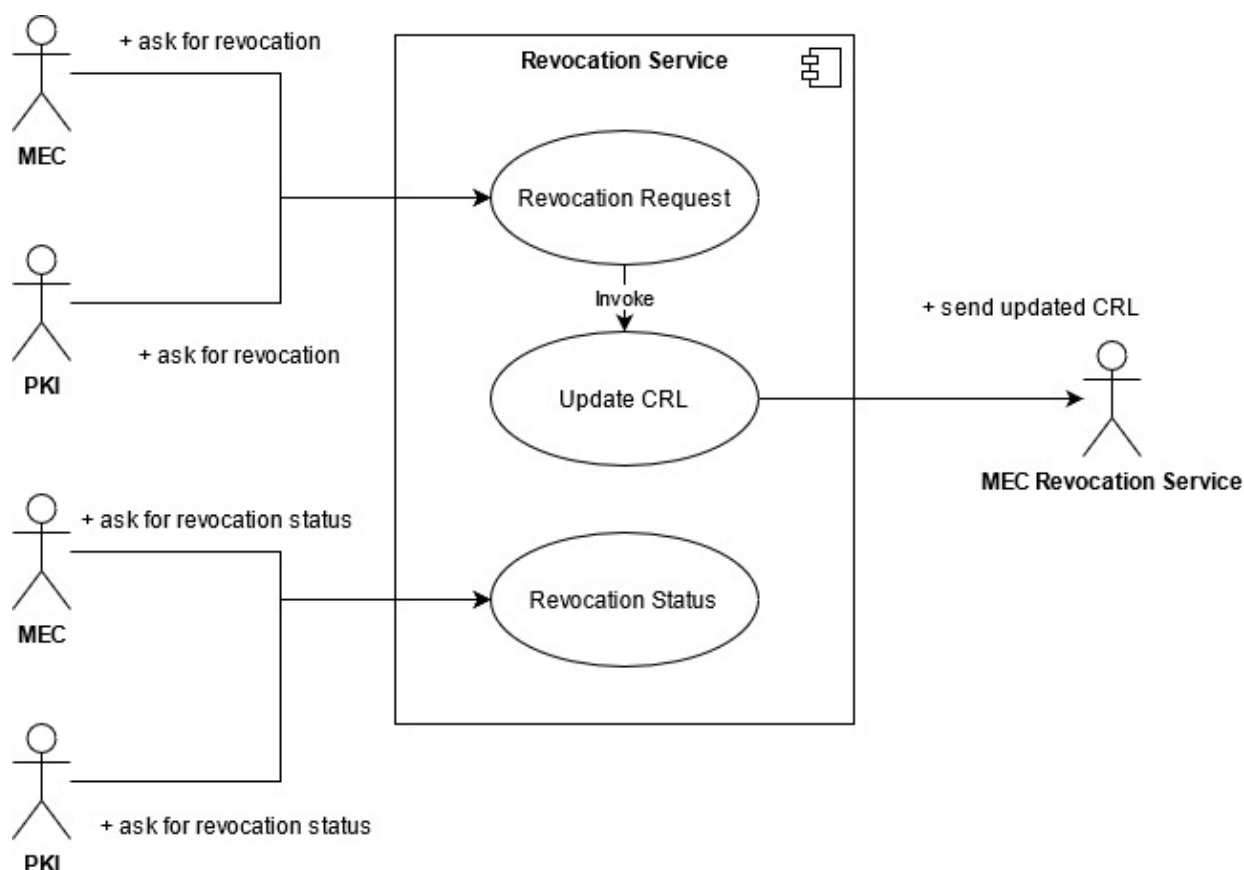 + ask for revocation
Revocation Service
MEC
Revocation Request
Invoke
+ send updated CRL
+ ask for revocation
PKI
Update CRL
MEC Revocation Service
+ ask for revocation status
Revocation Status
MEC
+ ask for revocation status
PKI